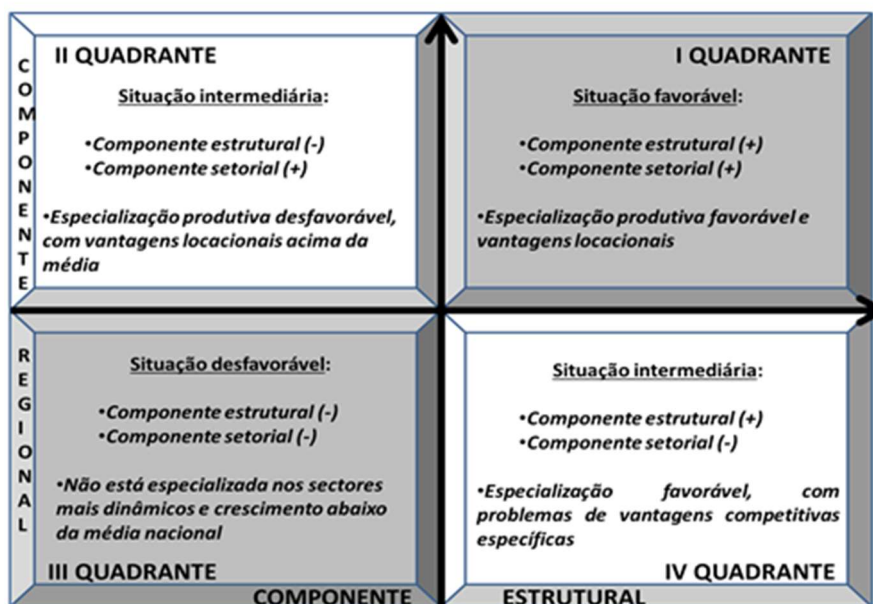 COMPONENTE
II QUADRANTE
Situação intermediária:
•Componente estrutural (-)
•Componente setorial (+)
•Especialização produtiva desfavorável,
com vantagens locacionais acima da
média
I QUADRANTE
Situação favorável:
•Componente estrutural (+)
•Componente setorial (+)
•Especialização produtiva favorável e
vantagens locacionais
REGIONAL
Situação desfavorável:
•Componente estrutural (-)
•Componente setorial (-)
•Não está especializada nos sectores
mais dinâmicos e crescimento abaixo
da média nacional
III QUADRANTE
Situação intermediária:
•Componente estrutural (+)
•Componente setorial (-)
•Especialização favorável, com
problemas de vantagens competitivas
específicas
IV QUADRANTE
COMPONENTE ESTRUTURAL